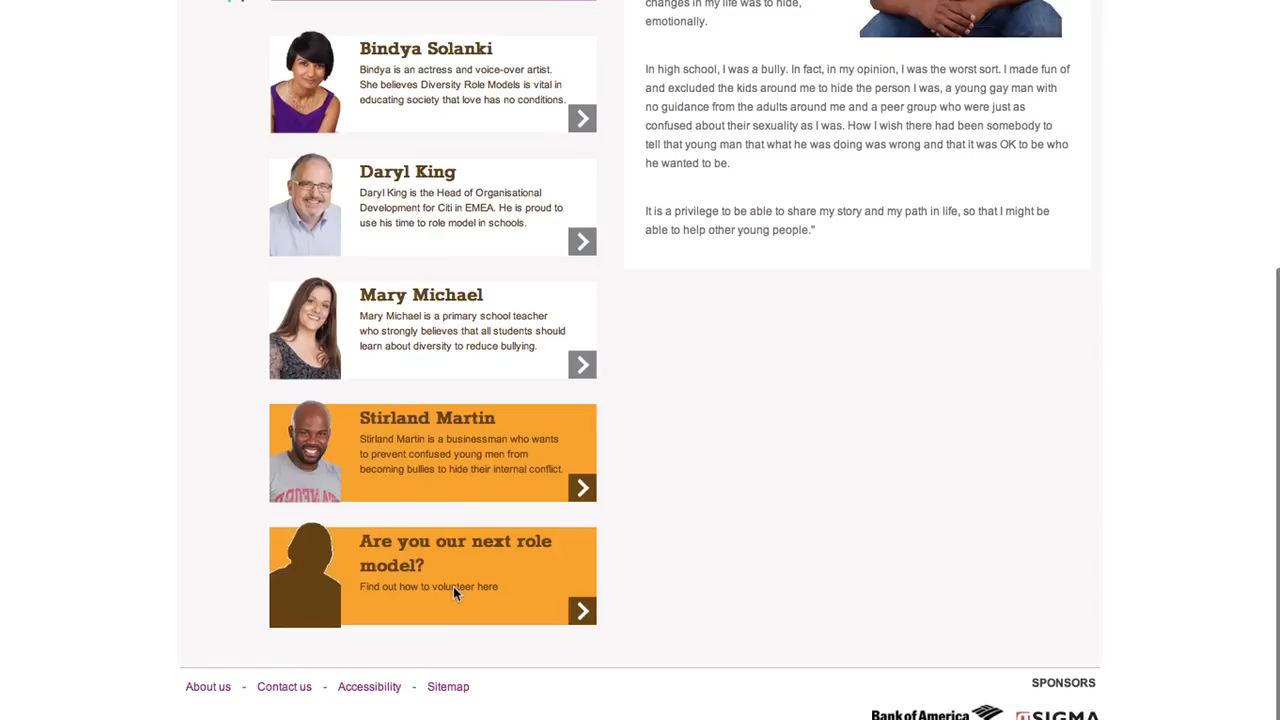 Bindya Solanki
Bindya is an actress and voice-over artist.
She believes Diversity Role Models is vital in
educating society that love has no conditions.
Daryl King
Daryl King is the Head of Organisational
Development for Citi in EMEA. He is proud to
use his time to role model in schools.
Mary Michael
Mary Michael is a primary school teacher
who strongly believes that all students should
learn about diversity to reduce bullying.
Stirland Martin
Stirland Martin is a businessman who wants
to prevent confused young men from
becoming bullies to hide their internal conflict.
Are you our next role
model?
Find out how to volunteer here
changes in my life was to hide,
emotionally.
In high school, I was a bully. In fact, in my opinion, I was the worst sort. I made fun of
and excluded the kids around me to hide the person I was, a young gay man with
no guidance from the adults around me and a peer group who were just as
confused about their sexuality as I was. How I wish there had been somebody to
tell that young man that what he was doing was wrong and that it was OK to be who
he wanted to be.
It is a privilege to be able to share my story and my path in life, so that I might be
able to help other young people."
About us - Contact us - Accessibility - Sitemap
SPONSORS
Bank of America
SIGMA